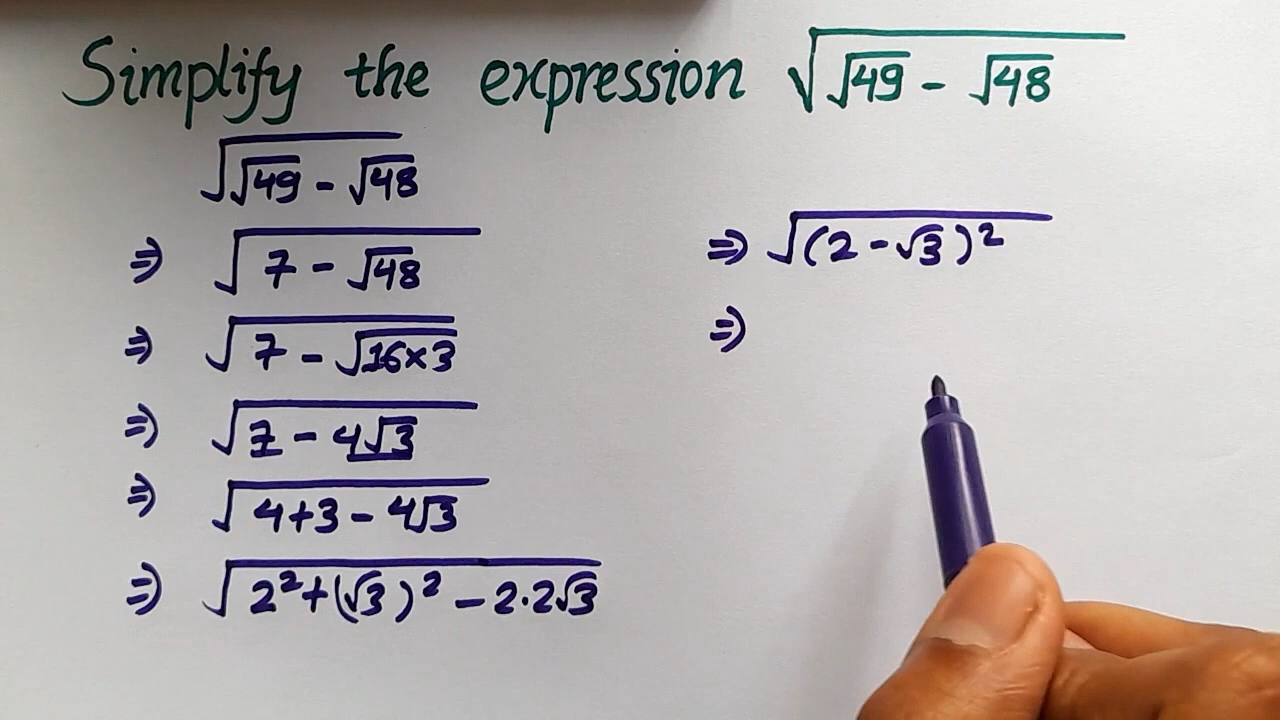 Simplify the expression √(√49 - √48)
√(√49 - √48)
⇒ √(7 - √48)
⇒ √(7 - √(16×3))
⇒ √(7 - 4√3)
⇒ √(4+3 - 4√3)
⇒ √(2²+(√3)² - 2·2√3)
⇒ √((2 - √3)²)
⇒